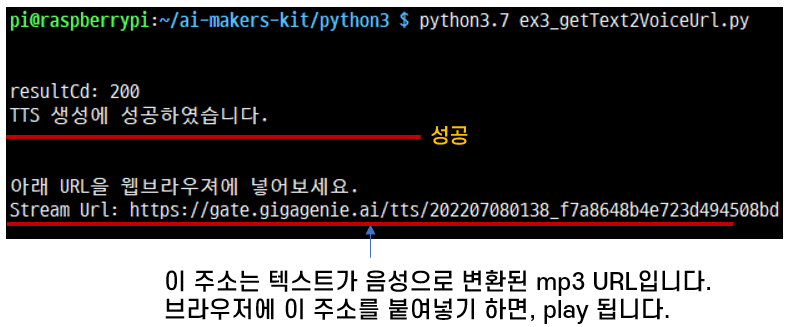 pi@raspberrypi:~/ai-makers-kit/python3 $ python3.7 ex3_getText2VoiceUrl.py
resultCd: 200
TTS 생성에 성공하였습니다.
성공
아래 URL을 웹브라우져에 넣어보세요.
Stream Url: https://gate.gigagenie.ai/tts/202207080138_f7a8648b4e723d494508bd
이 주소는 텍스트가 음성으로 변환된 mp3 URL입니다.
브라우저에 이 주소를 붙여넣기 하면, play 됩니다.